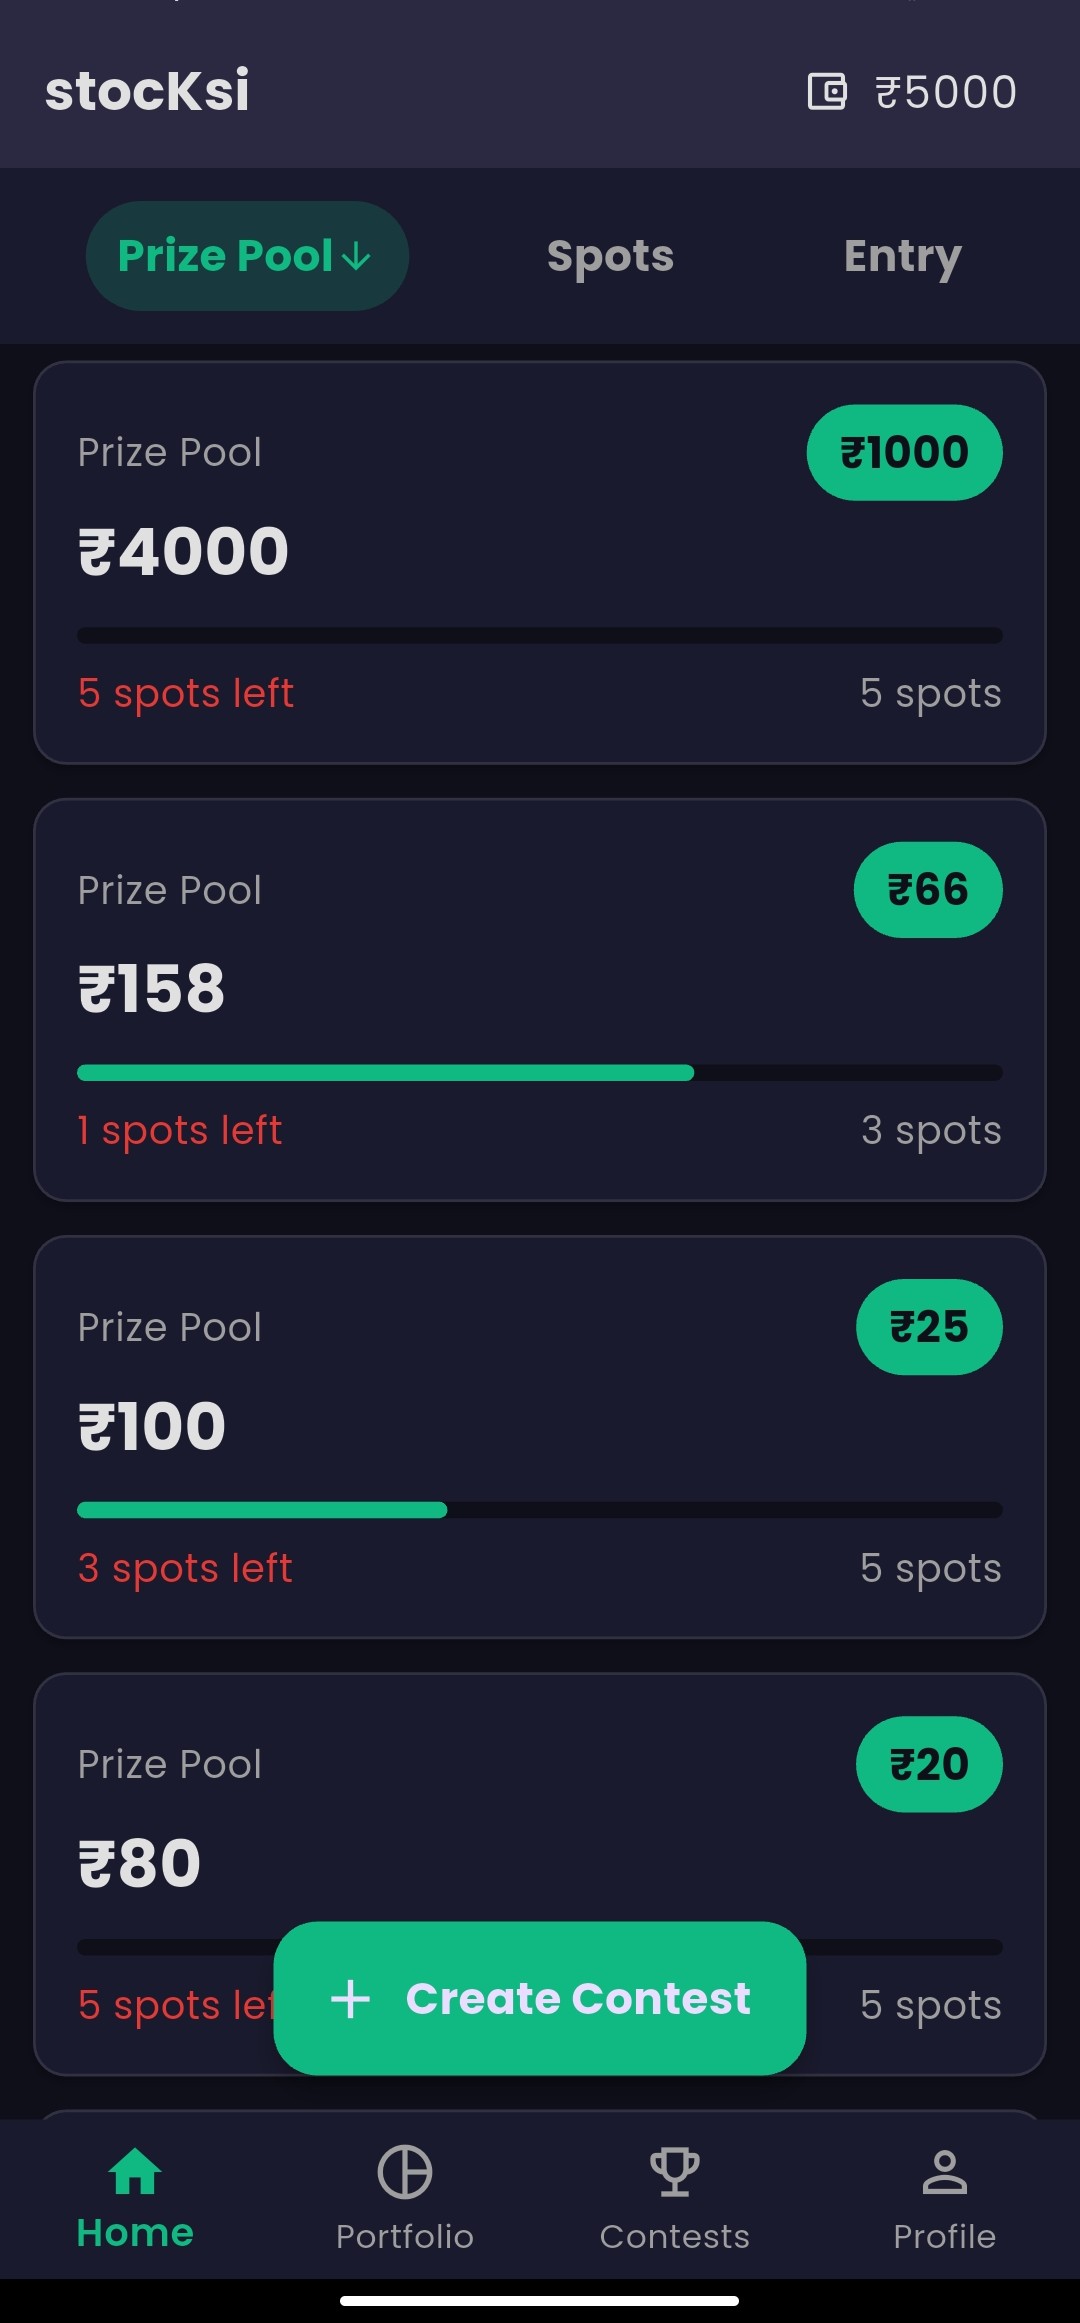 stocKsi
₹5000
Prize Pool↓
Spots
Entry
Prize Pool
₹1000
₹4000
5 spots left
5 spots
Prize Pool
₹66
₹158
1 spots left
3 spots
Prize Pool
₹25
₹100
3 spots left
5 spots
Prize Pool
₹20
₹80
5 spots lef
5 spots
+ Create Contest
Home
Portfolio
Contests
Profile